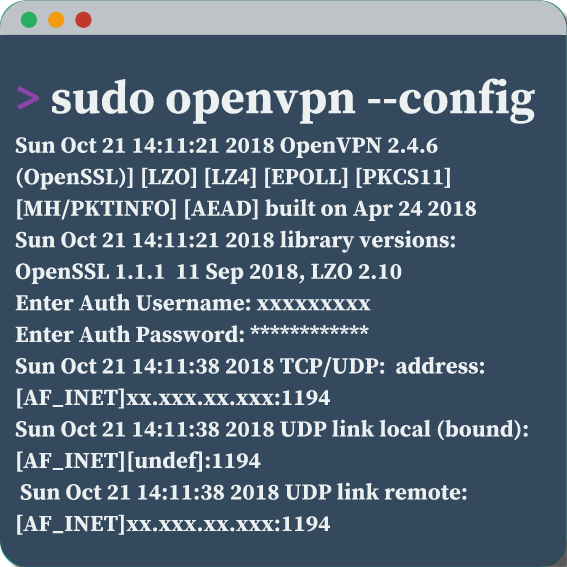 > sudo openvpn --config
Sun Oct 21 14:11:21 2018 OpenVPN 2.4.6
(OpenSSL)] [LZO] [LZ4] [EPOLL] [PKCS11]
[MH/PKTINFO] [AEAD] built on Apr 24 2018
Sun Oct 21 14:11:21 2018 library versions:
OpenSSL 1.1.1  11 Sep 2018, LZO 2.10
Enter Auth Username: xxxxxxxxx
Enter Auth Password: ************
Sun Oct 21 14:11:38 2018 TCP/UDP:  address:
[AF_INET]xx.xxx.xx.xxx:1194
Sun Oct 21 14:11:38 2018 UDP link local (bound):
[AF_INET][undef]:1194
Sun Oct 21 14:11:38 2018 UDP link remote:
[AF_INET]xx.xxx.xx.xxx:1194